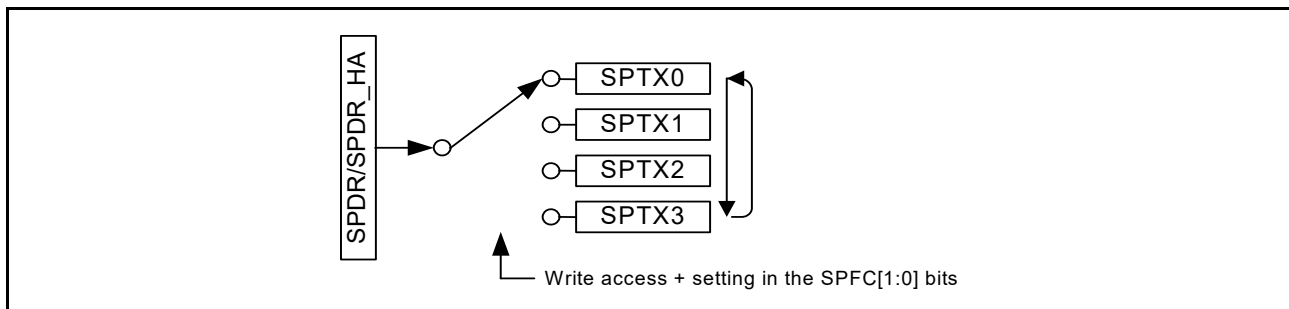 SPDR/SPDR_HA
SPTX0
SPTX1
SPTX2
SPTX3
Write access + setting in the SPFC[1:0] bits